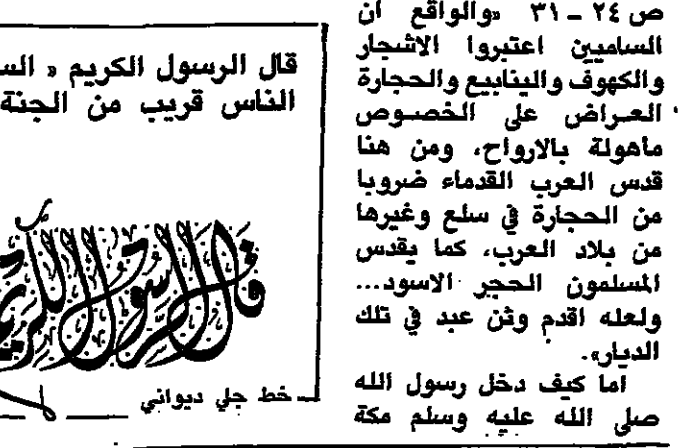 ص ٢٤ – ٣١ «والواقع ان
الساميين اعتبروا الاشجار
والكهوف والينابيع والحجارة
العراض على الخصوص
ماهولة بالارواح، ومن هنا
قدس العرب القدماء ضروبا
من الحجارة في سلع وغيرها
من بلاد العرب، كما يقدس
المسلمون الحجر الاسود...
ولعله اقدم وثن عبد في تلك
الديار».
اما كيف دخل رسول الله
صلى الله عليه وسلم مكة
قال الرسول الكريم « الس
الناس قريب من الجنة
قال الرسول الكريم
خط جلي ديواني